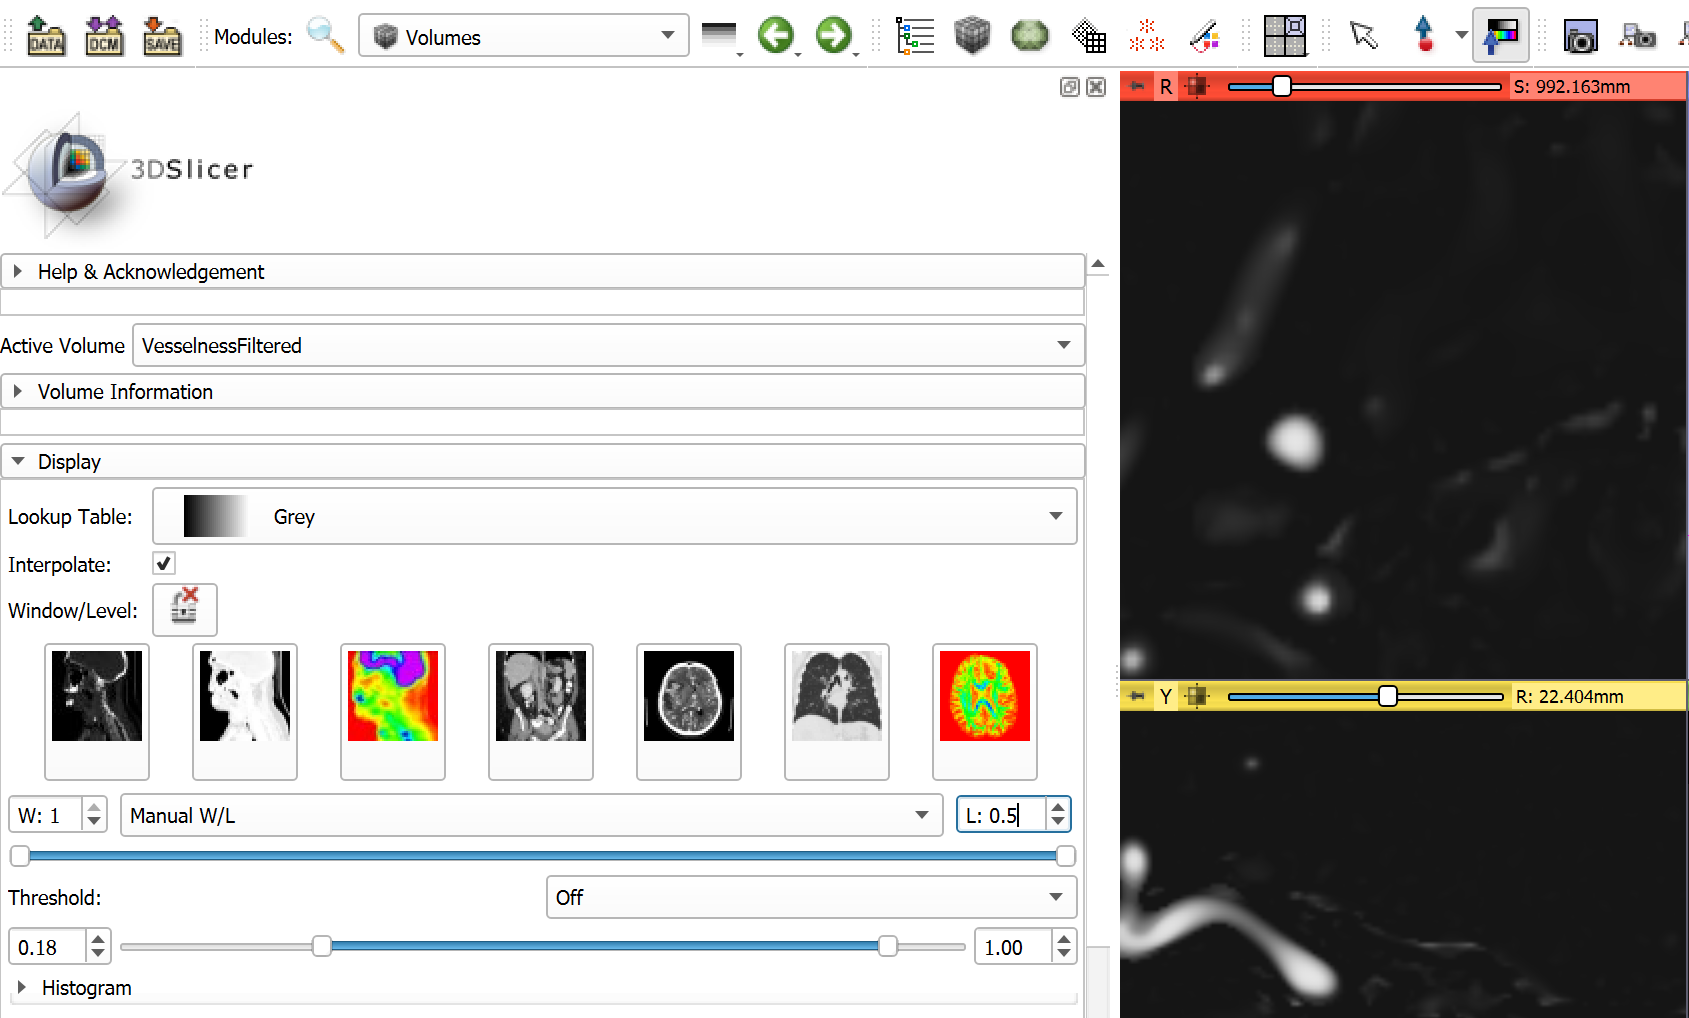 DATA DCM SAVE Modules: Volumes
R S: 992.163mm
3DSlicer
Help & Acknowledgement
Active Volume VesselnessFiltered
Volume Information
Display
Lookup Table: Grey
Interpolate:
Window/Level:
Y R: 22.404mm
W: 1 Manual W/L L: 0.5
Threshold: Off
0.18 1.00
Histogram